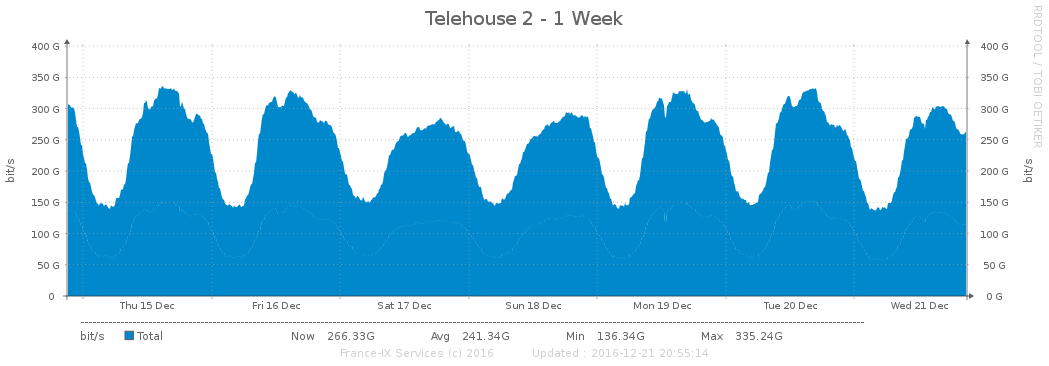 Telehouse 2 - 1 Week
RRDTOOL / TOBI OETIKER
400 G 400 G
350 G 350 G
300 G 300 G
250 G 250 G
200 G 200 G
150 G 150 G
100 G 100 G
50 G 50 G
0 0 G
bit/s bit/s
Thu 15 Dec Fri 16 Dec Sat 17 Dec Sun 18 Dec Mon 19 Dec Tue 20 Dec Wed 21 Dec
bit/s Total Now 266.33G Avg 241.34G Min 136.34G Max 335.24G
France-IX Services (c) 2016 Updated : 2016-12-21 20:55:14